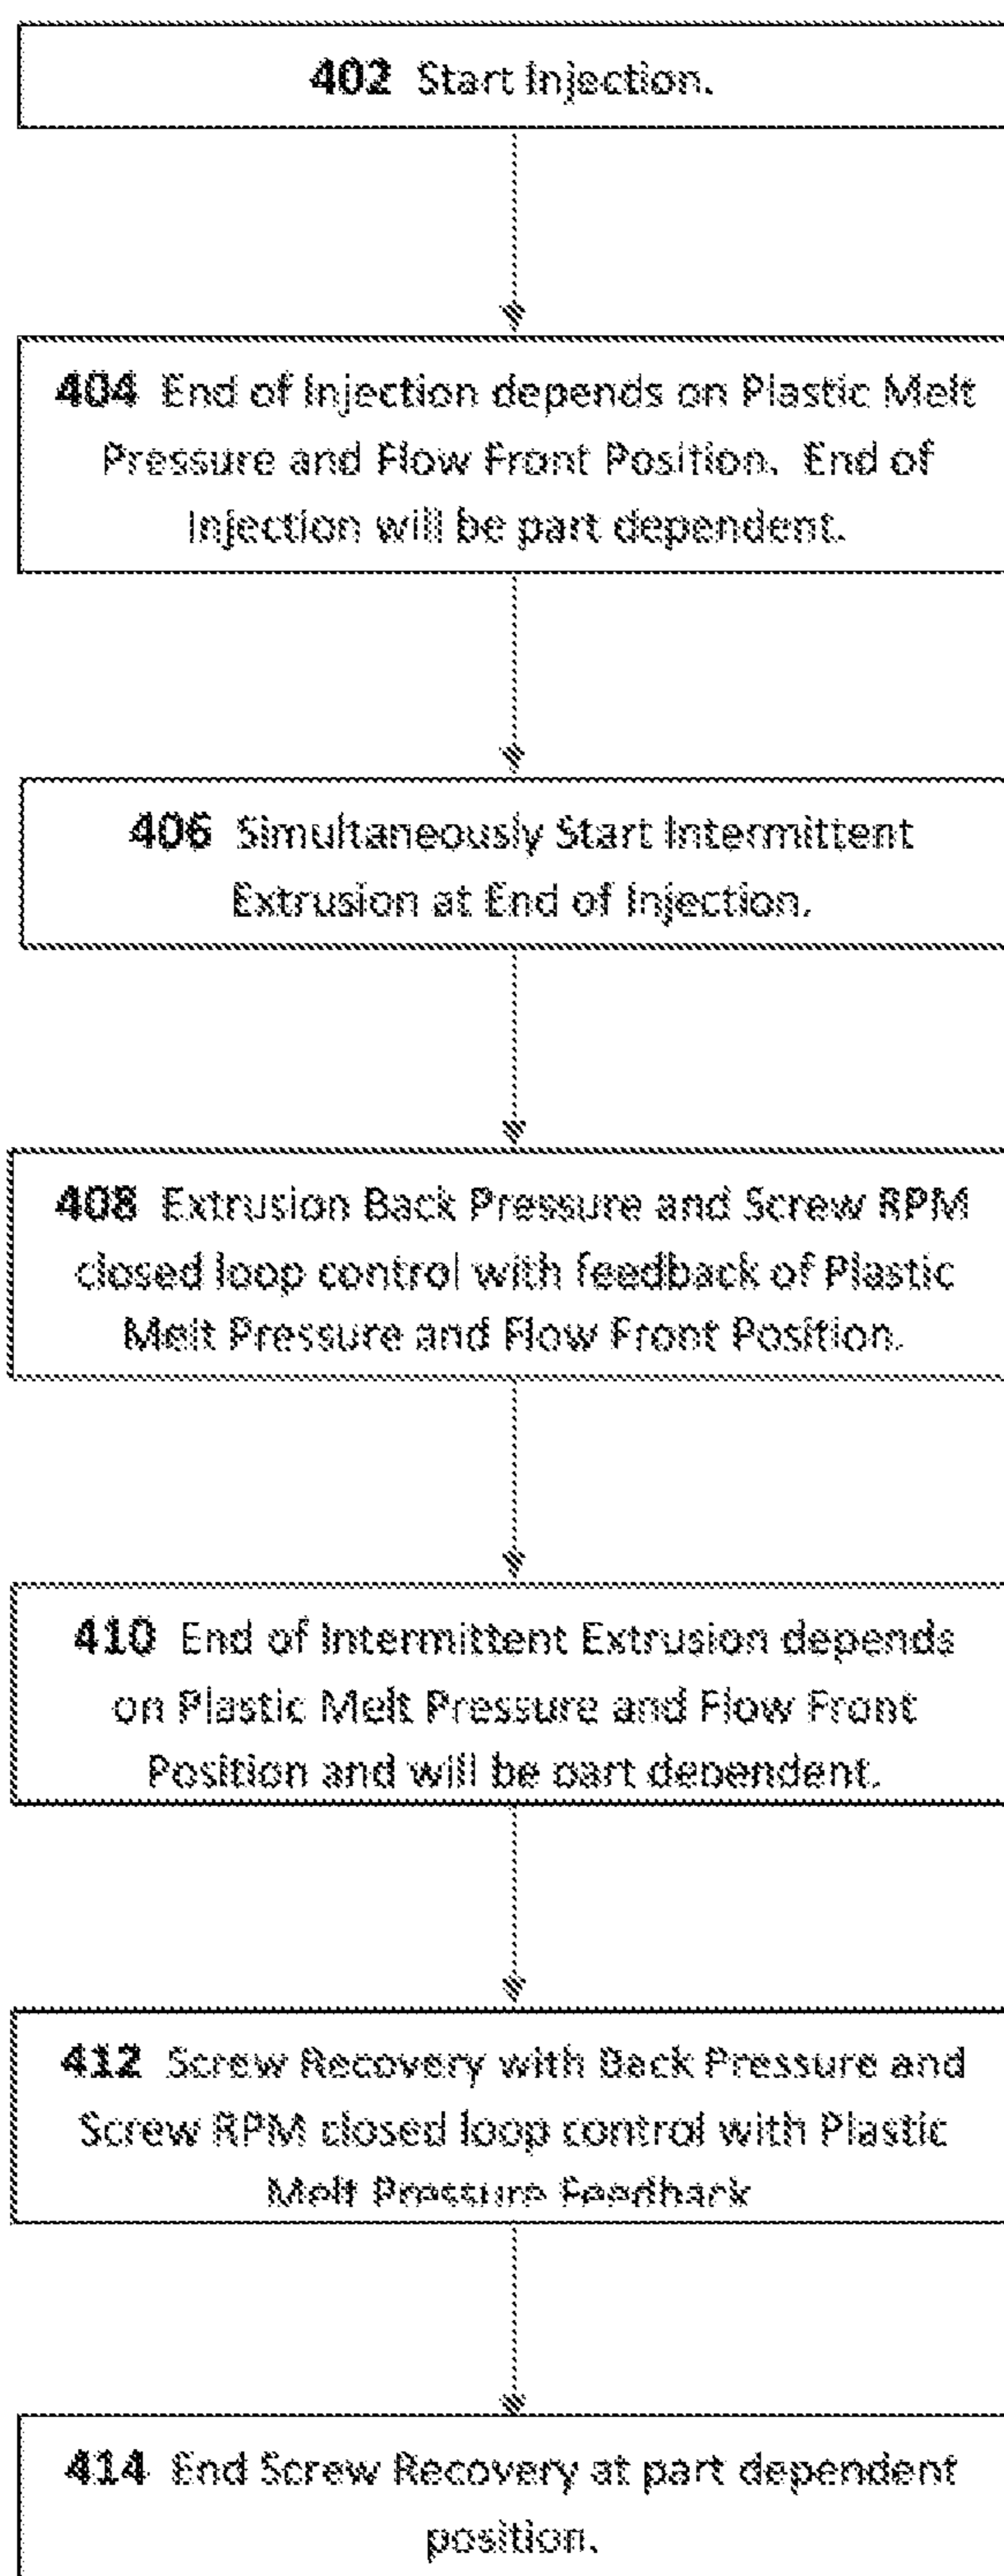 402 Start Injection.
404 End of Injection depends on Plastic Melt
Pressure and Flow Front Position. End of
Injection will be part dependent.
406 Simultaneously Start Intermittent
Extrusion at End of Injection.
408 Extrusion Back Pressure and Screw RPM
closed loop control with feedback of Plastic
Melt Pressure and Flow Front Position.
410 End of Intermittent Extrusion depends
on Plastic Melt Pressure and Flow Front
Position and will be part dependent.
412 Screw Recovery with Back Pressure and
Screw RPM closed loop control with Plastic
Melt Pressure Feedback
414 End Screw Recovery at part dependent
position.